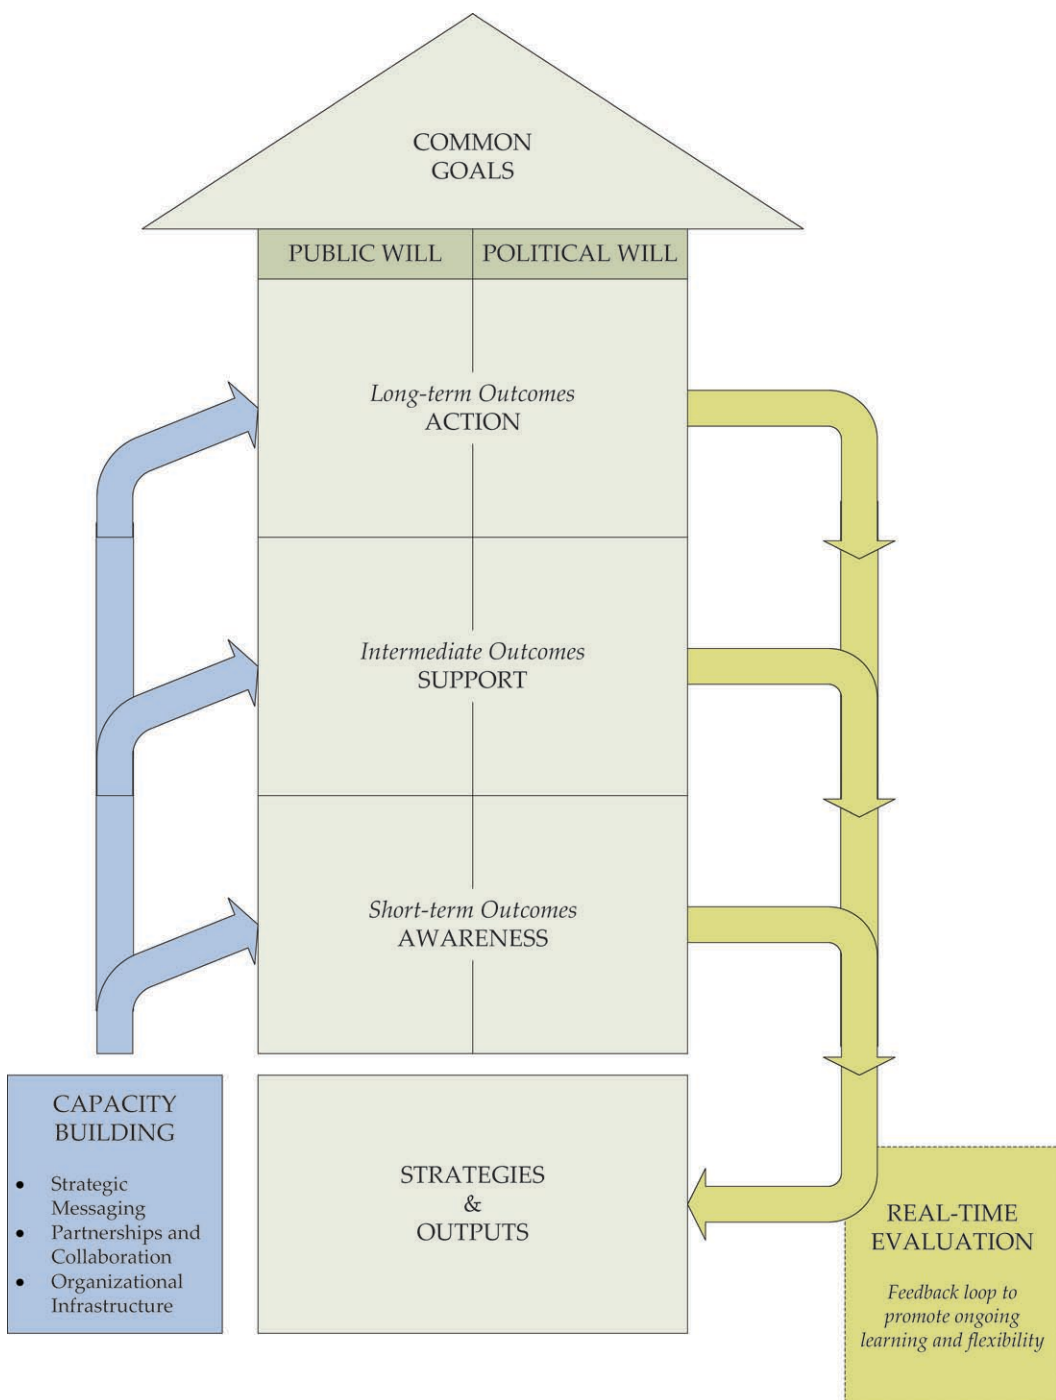 COMMON
GOALS
PUBLIC WILL
POLITICAL WILL
Long-term Outcomes
ACTION
Intermediate Outcomes
SUPPORT
Short-term Outcomes
AWARENESS
CAPACITY
BUILDING
• Strategic
Messaging
• Partnerships and
Collaboration
• Organizational
Infrastructure
STRATEGIES
&
OUTPUTS
REAL-TIME
EVALUATION
Feedback loop to
promote ongoing
learning and flexibility